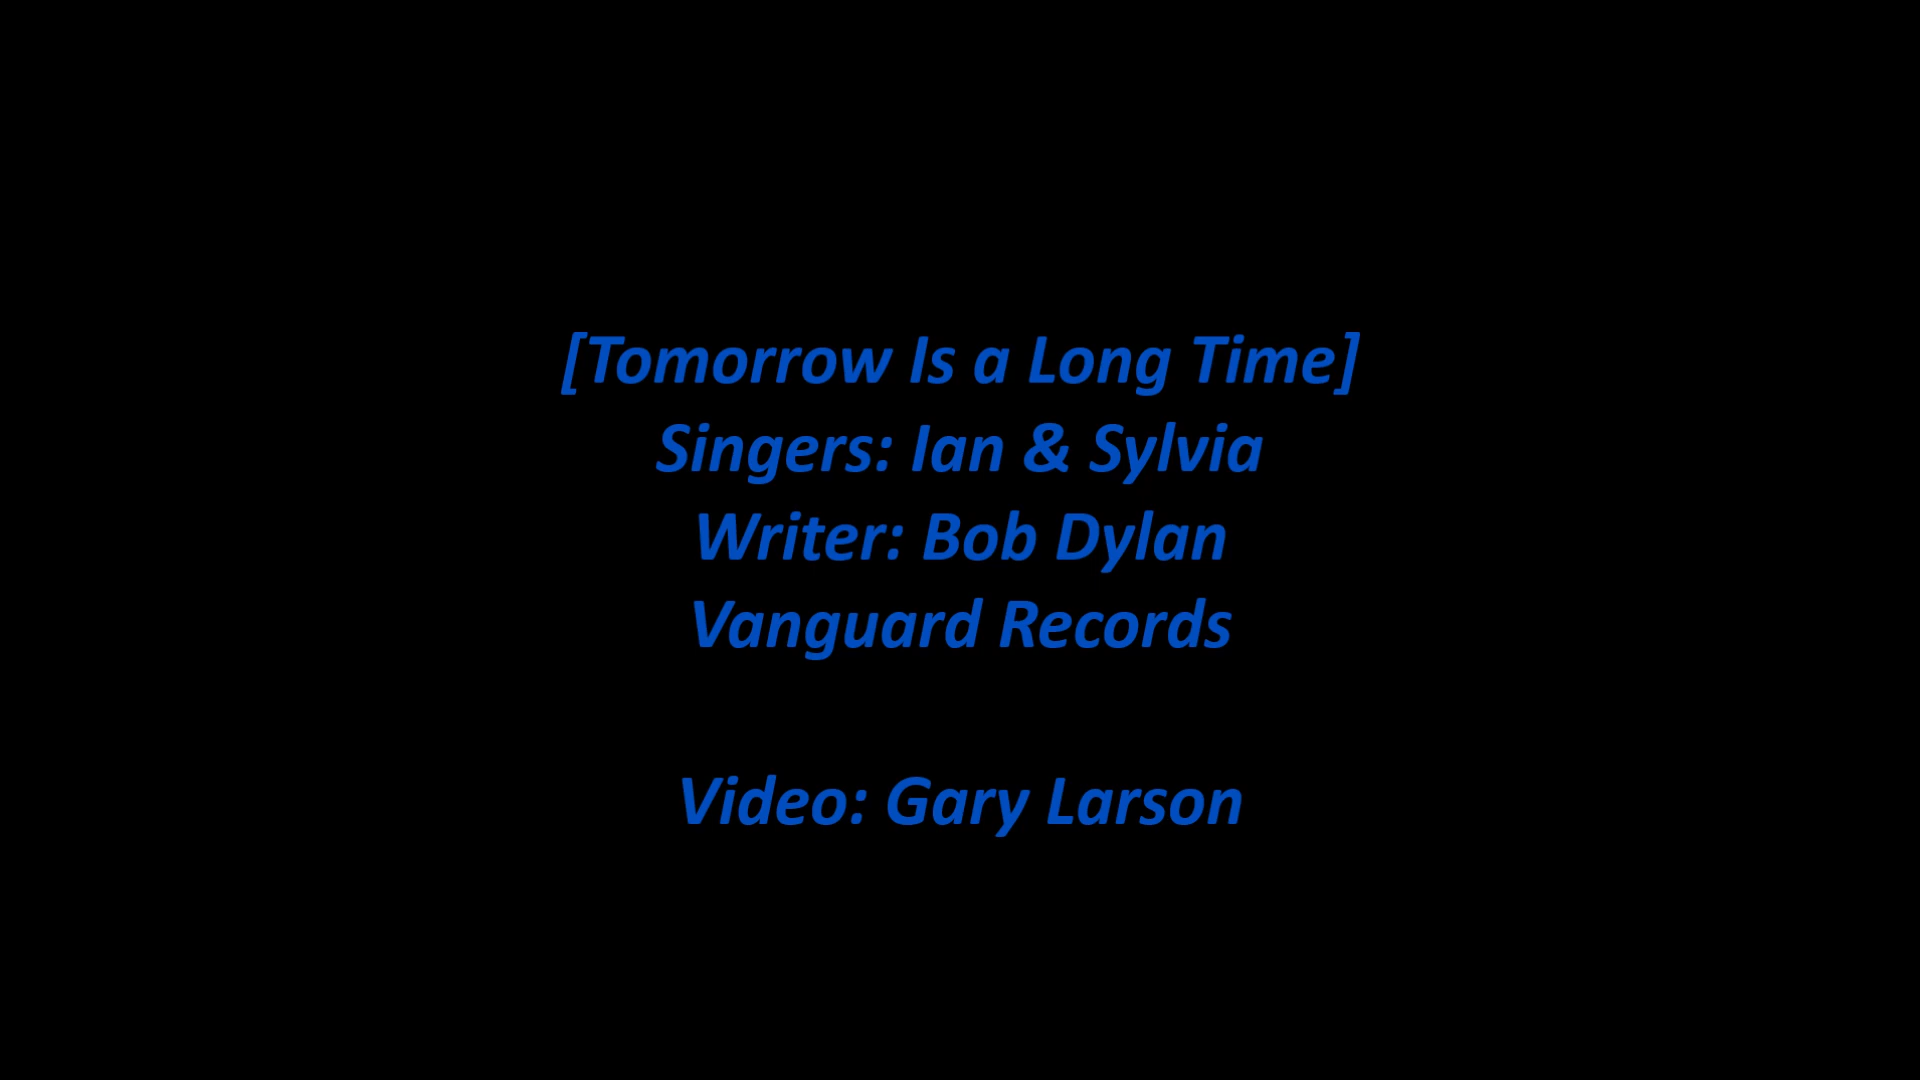 [Tomorrow Is a Long Time]
Singers: Ian & Sylvia
Writer: Bob Dylan
Vanguard Records
Video: Gary Larson